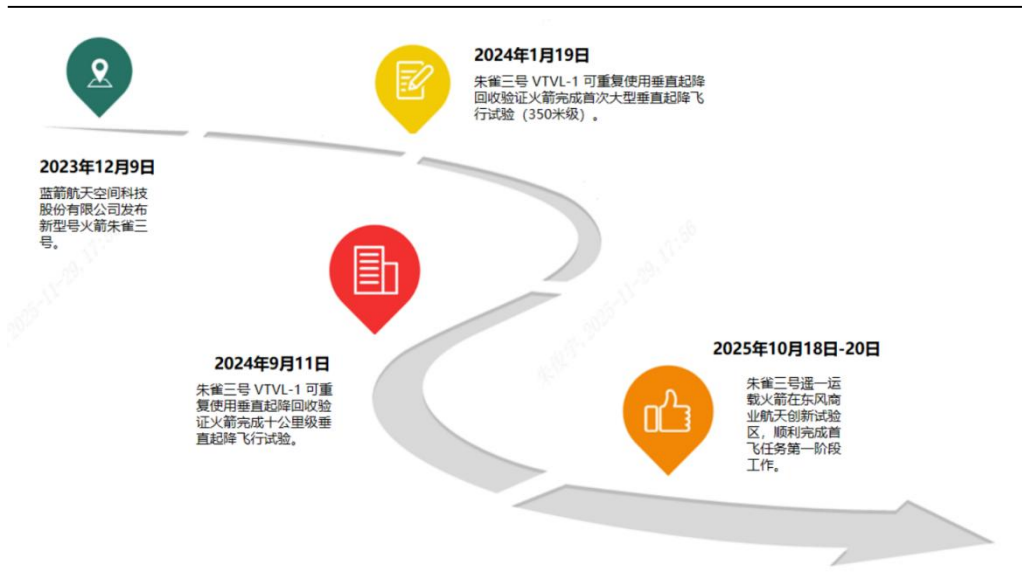 2024年1月19日
朱雀三号 VTVL-1 可重复使用垂直起降
回收验证火箭完成首次大型垂直起降飞
行试验（350米级）。
2023年12月9日
蓝箭航天空间科技
股份有限公司发布
新型号火箭朱雀三
号。
2024年9月11日
朱雀三号 VTVL-1 可重
复使用垂直起降回收验
证火箭完成十公里级垂
直起降飞行试验。
2025年10月18日-20日
朱雀三号遥一运
载火箭在东风商
业航天创新试验
区，顺利完成首
飞任务第一阶段
工作。